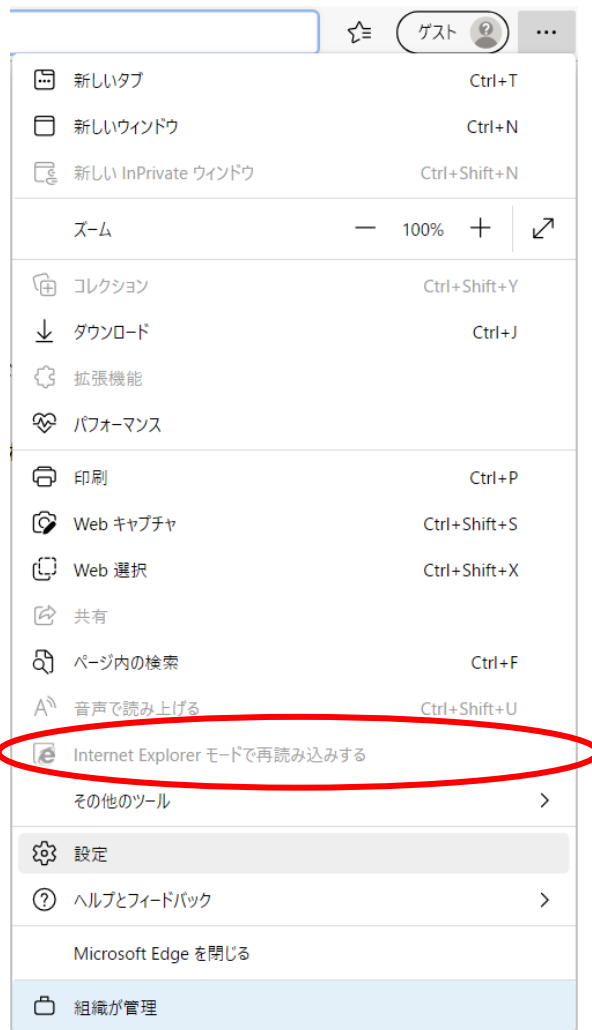 ゲスト
新しいタブ Ctrl+T
新しいウィンドウ Ctrl+N
新しい InPrivate ウィンドウ Ctrl+Shift+N
ズーム — 100% +
コレクション Ctrl+Shift+Y
ダウンロード Ctrl+J
拡張機能
パフォーマンス
印刷 Ctrl+P
Web キャプチャ Ctrl+Shift+S
Web 選択 Ctrl+Shift+X
共有
ページ内の検索 Ctrl+F
音声で読み上げる Ctrl+Shift+U
Internet Explorer モードで再読み込みする
その他のツール
設定
ヘルプとフィードバック
Microsoft Edge を閉じる
組織が管理